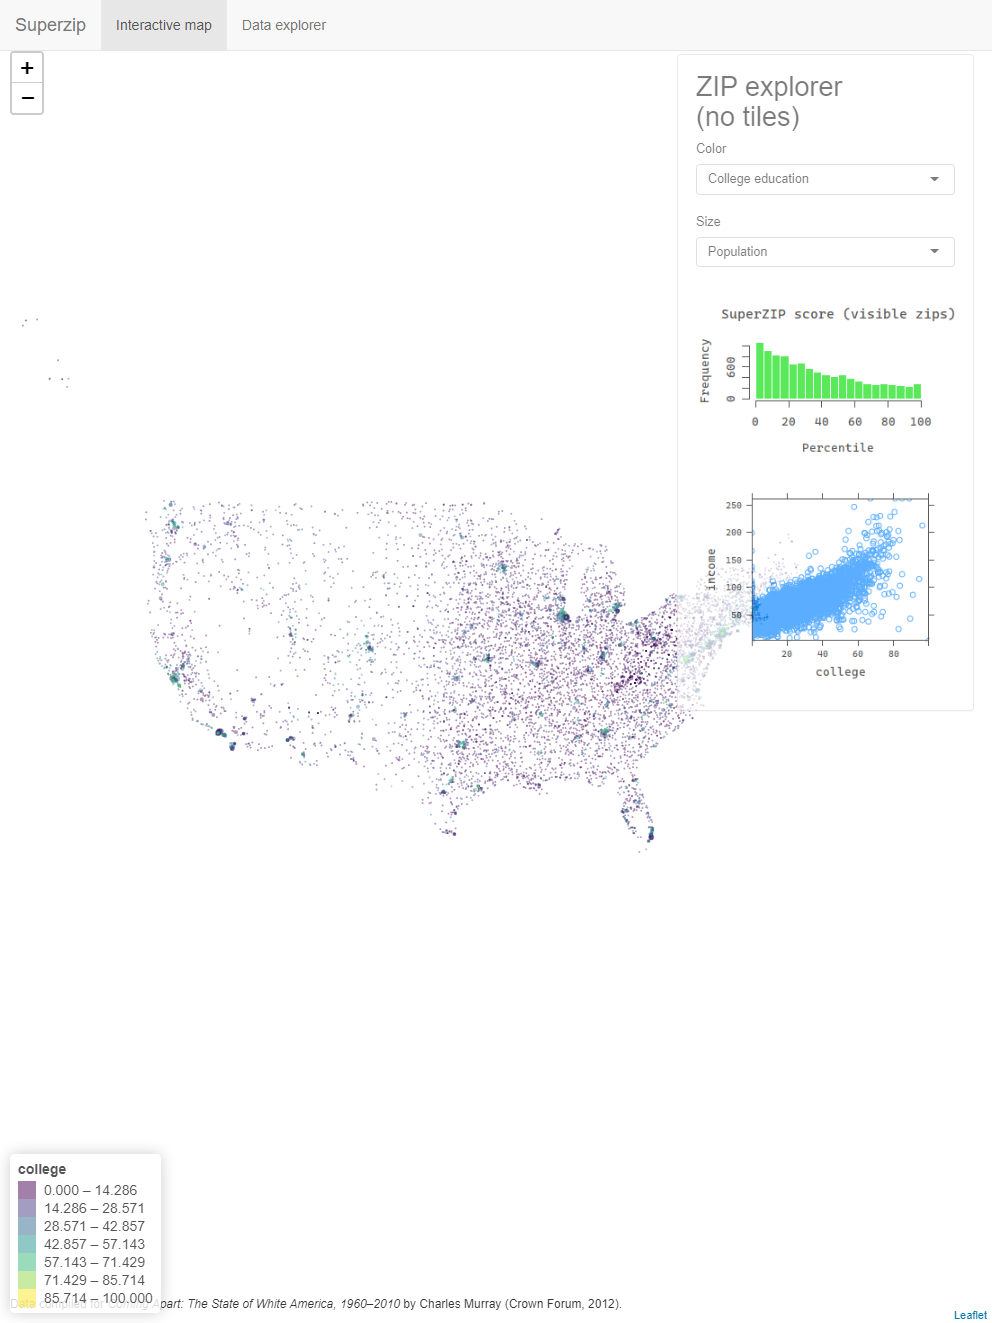 Superzip
Interactive map
Data explorer
+
−
ZIP explorer
(no tiles)
Color
College education
Size
Population
SuperZIP score (visible zips)
Frequency
600
0
0 20 40 60 80 100
Percentile
income
250
200
150
100
50
20 40 60 80
college
college
0.000 – 14.286
14.286 – 28.571
28.571 – 42.857
42.857 – 57.143
57.143 – 71.429
71.429 – 85.714
85.714 – 100.000
Data compiled for Coming Apart: The State of White America, 1960–2010 by Charles Murray (Crown Forum, 2012).
Leaflet